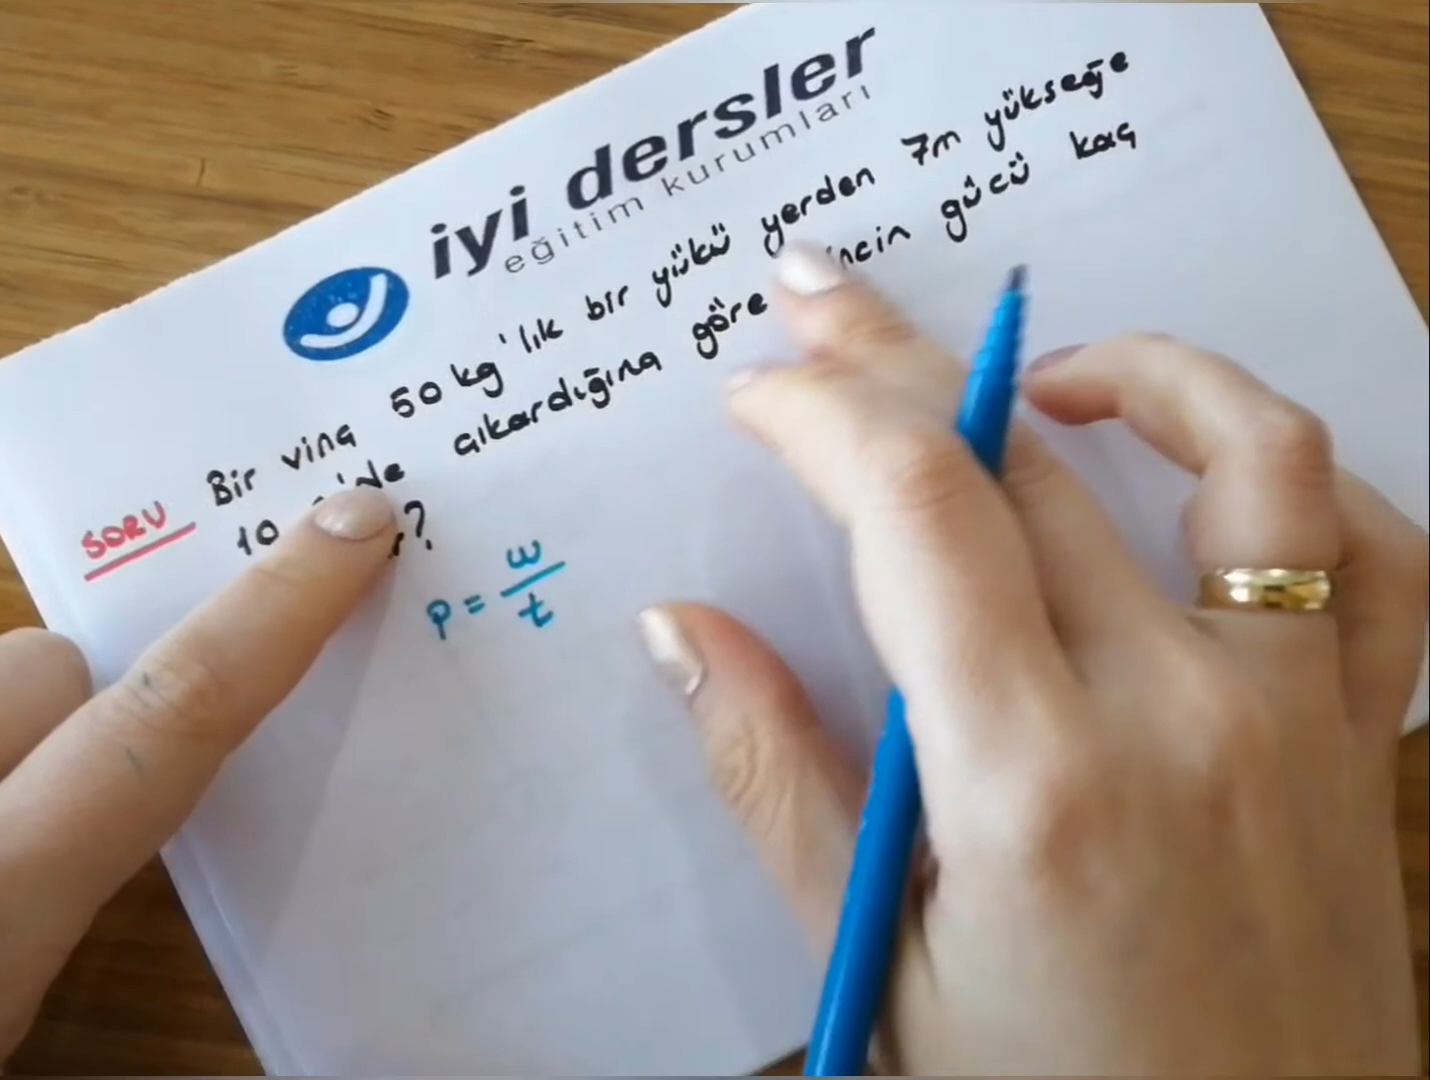 iyi dersler
eğitim kurumları
SORU Bir vinç 50 kg'lık bir yükü yerden 7m yükseğe
10 çıkardığına göre gücü kaç
P = w
t